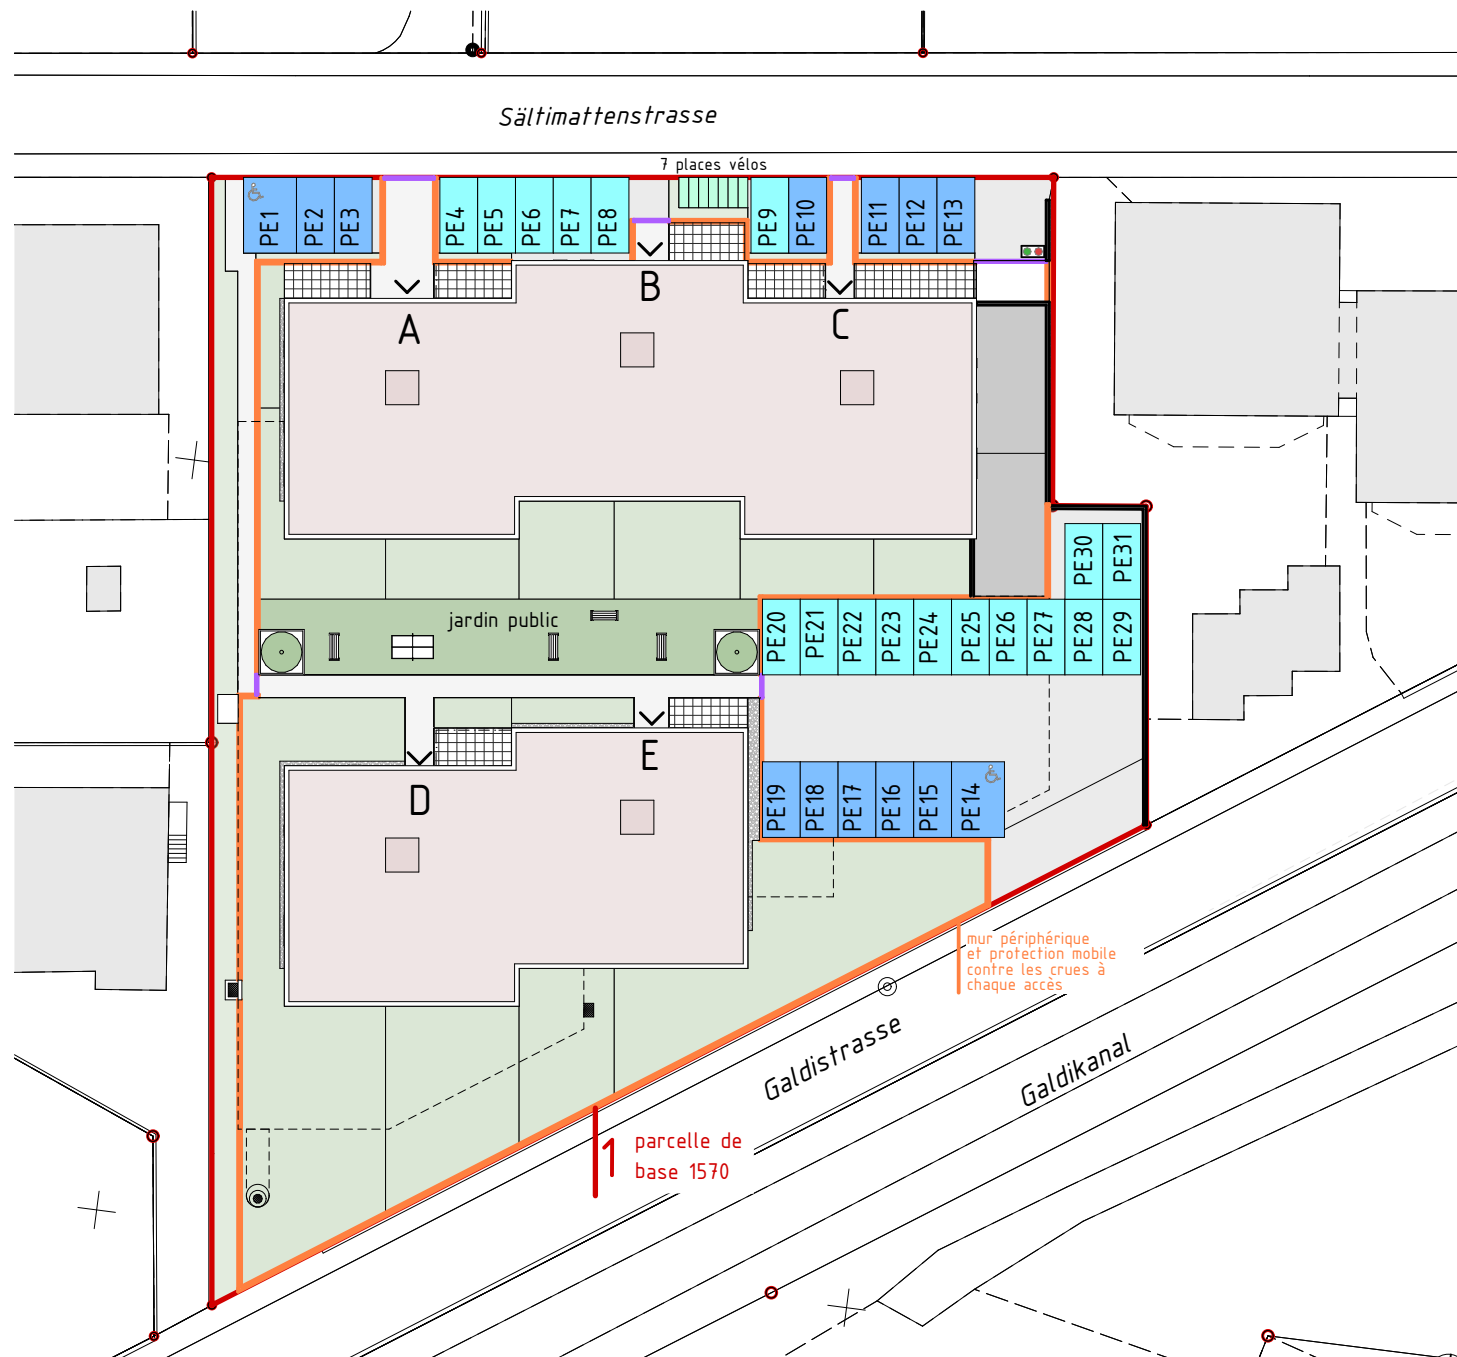 Sältimattenstrasse
7 places vélos
PE1
PE2
PE3
PE4
PE5
PE6
PE7
PE8
PE9
PE10
PE11
PE12
PE13
A
B
C
PE30
PE31
jardin public
PE20
PE21
PE22
PE23
PE24
PE25
PE26
PE27
PE28
PE29
D
E
PE19
PE18
PE17
PE16
PE15
PE14
mur périphérique
et protection mobile
contre les crues à
chaque accès
Galdistrasse
Galdikanal
1
parcelle de
base 1570